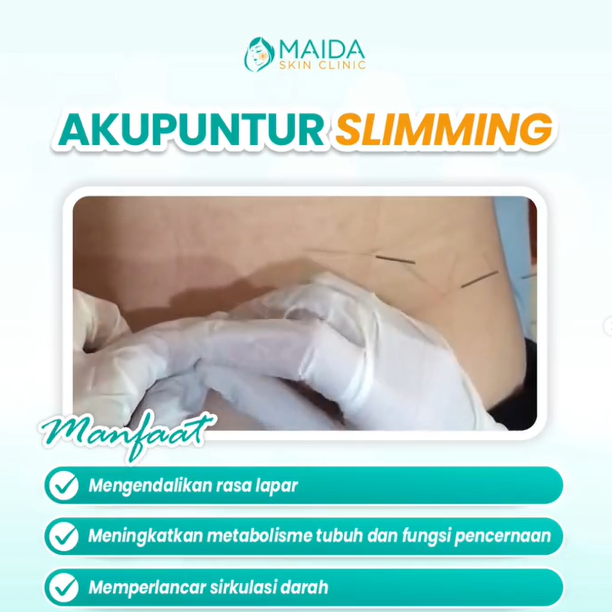 MAIDA
SKIN CLINIC
AKUPUNTUR SLIMMING
Manfaat
Mengendalikan rasa lapar
Meningkatkan metabolisme tubuh dan fungsi pencernaan
Memperlancar sirkulasi darah